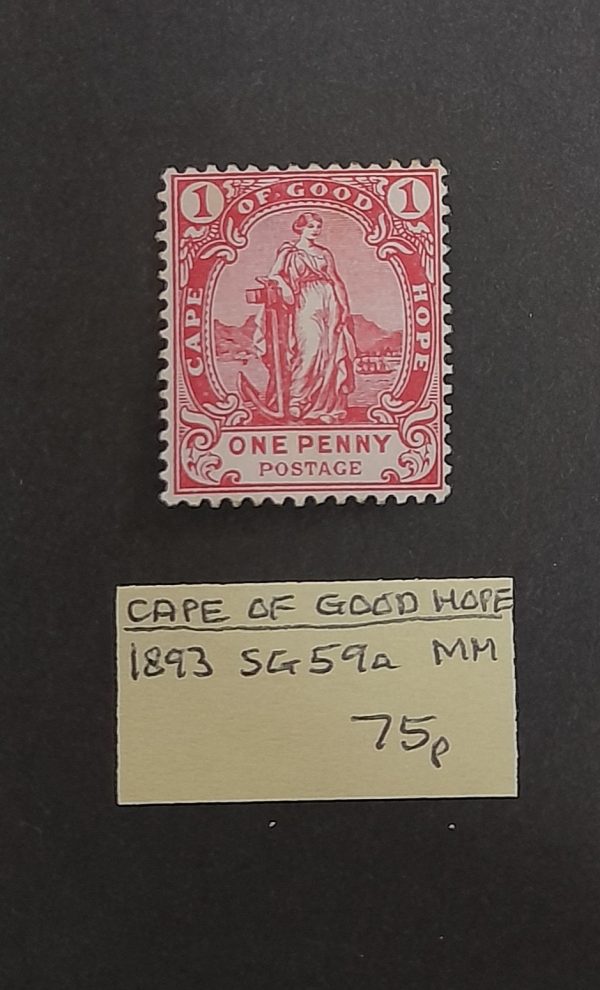 1 OF GOOD 1
CAPE HOPE
ONE PENNY
POSTAGE
CAPE OF GOOD HOPE
1893 SG59a MM
75p